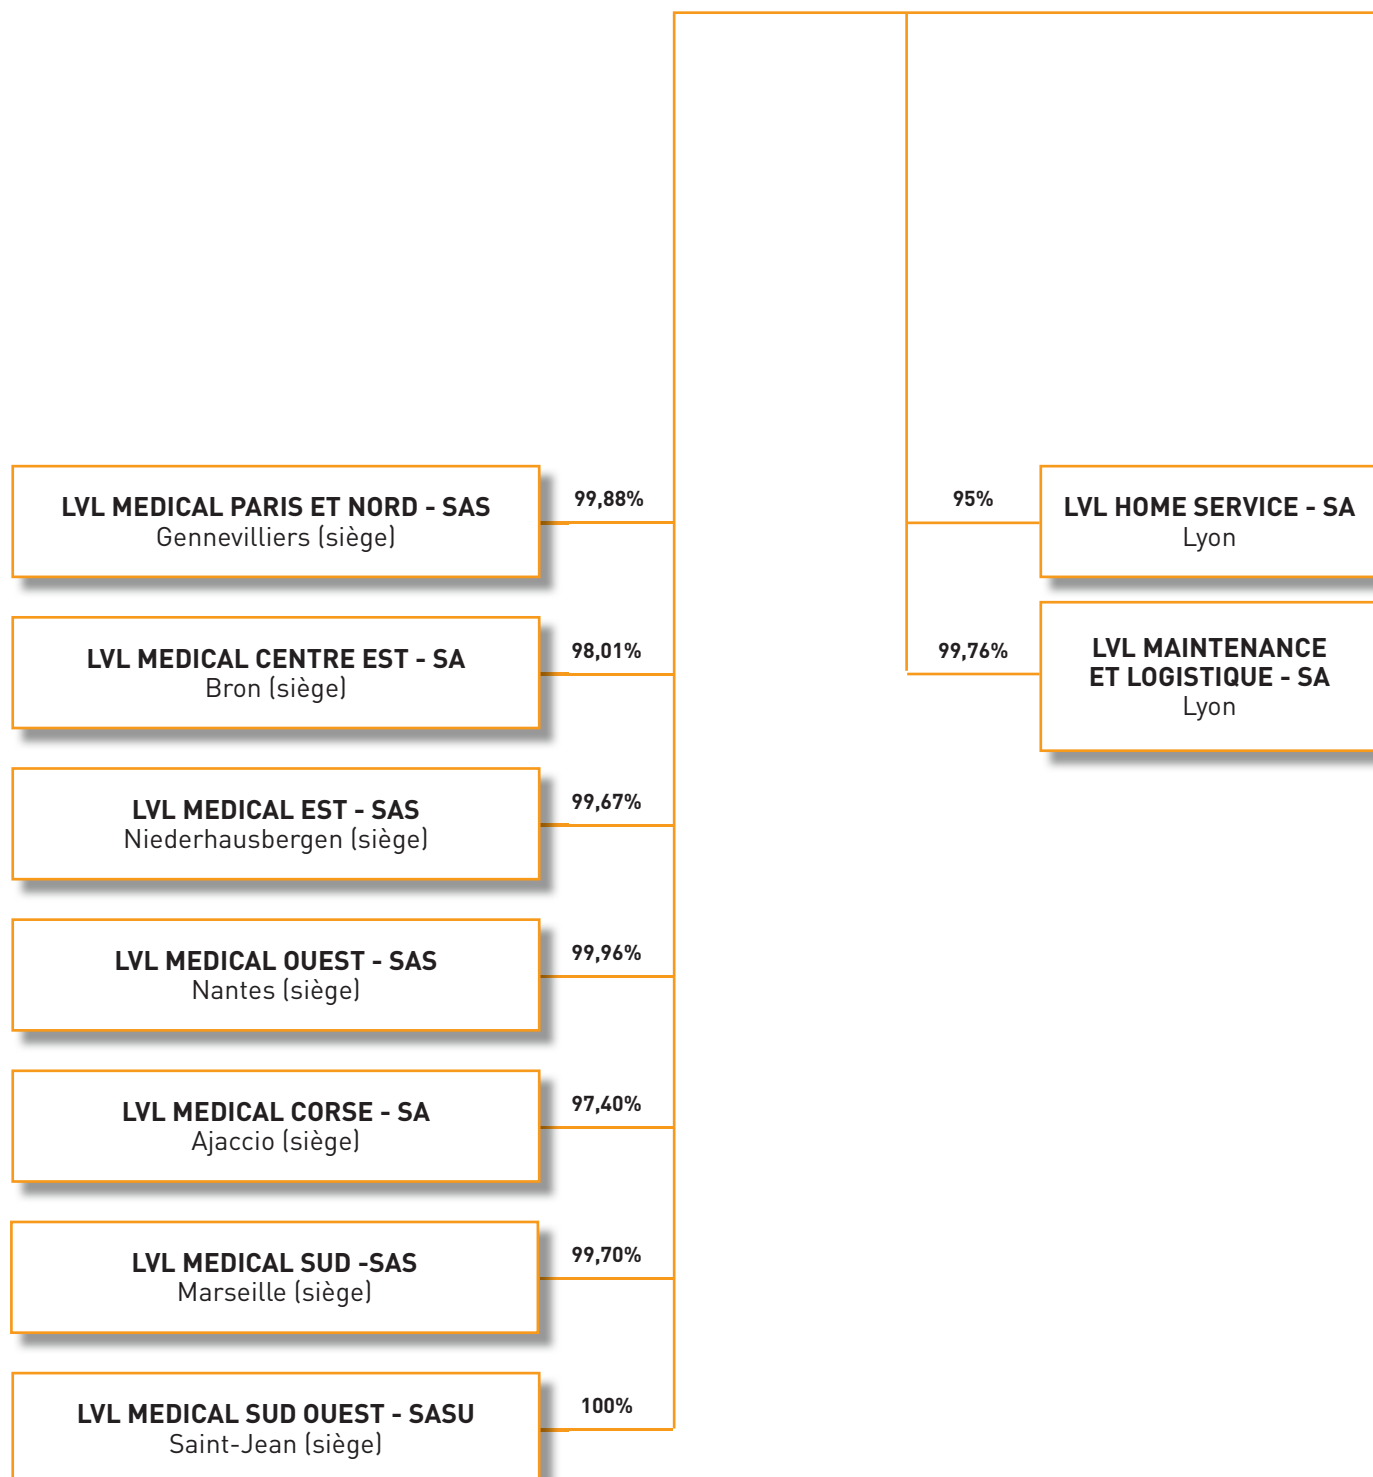 LVL MEDICAL PARIS ET NORD - SAS
Gennevilliers (siège)
99,88%
LVL MEDICAL CENTRE EST - SA
Bron (siège)
98,01%
LVL MEDICAL EST - SAS
Niederhausbergen (siège)
99,67%
LVL MEDICAL OUEST - SAS
Nantes (siège)
99,96%
LVL MEDICAL CORSE - SA
Ajaccio (siège)
97,40%
LVL MEDICAL SUD -SAS
Marseille (siège)
99,70%
LVL MEDICAL SUD OUEST - SASU
Saint-Jean (siège)
100%
95%
LVL HOME SERVICE - SA
Lyon
99,76%
LVL MAINTENANCE
ET LOGISTIQUE - SA
Lyon